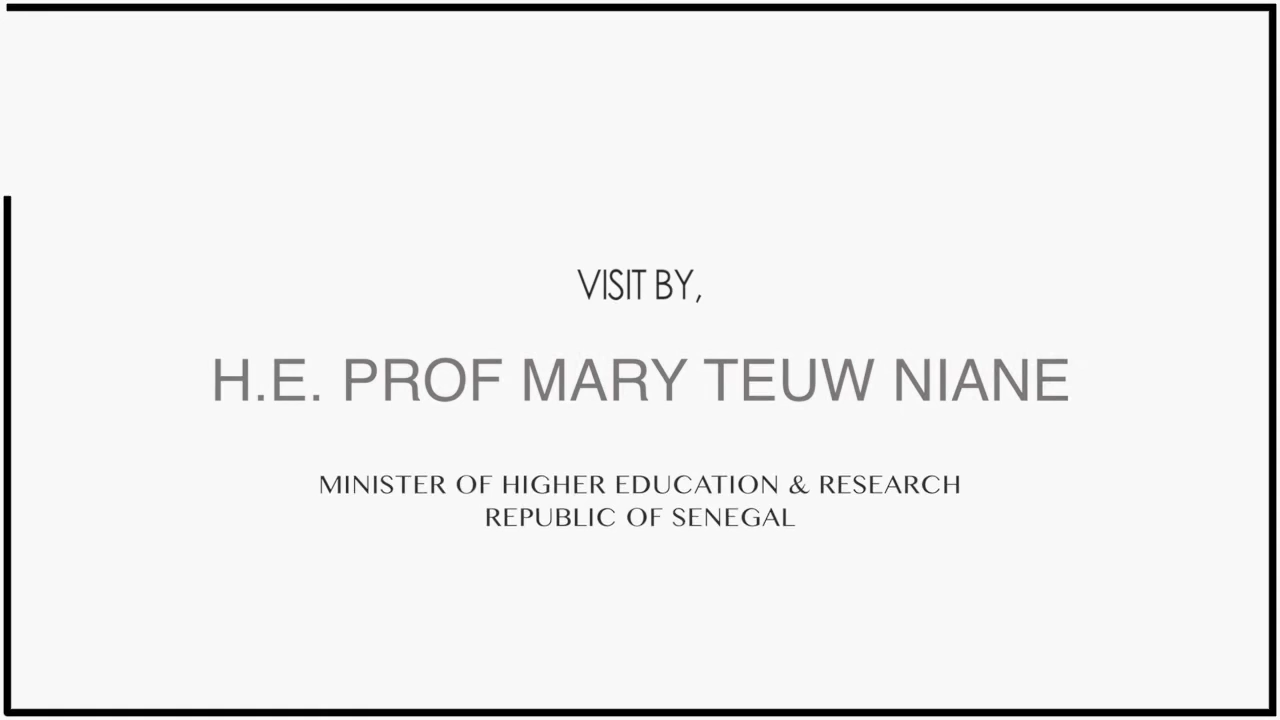 VISIT BY,
H.E. PROF MARY TEUW NIANE
MINISTER OF HIGHER EDUCATION & RESEARCH
REPUBLIC OF SENEGAL